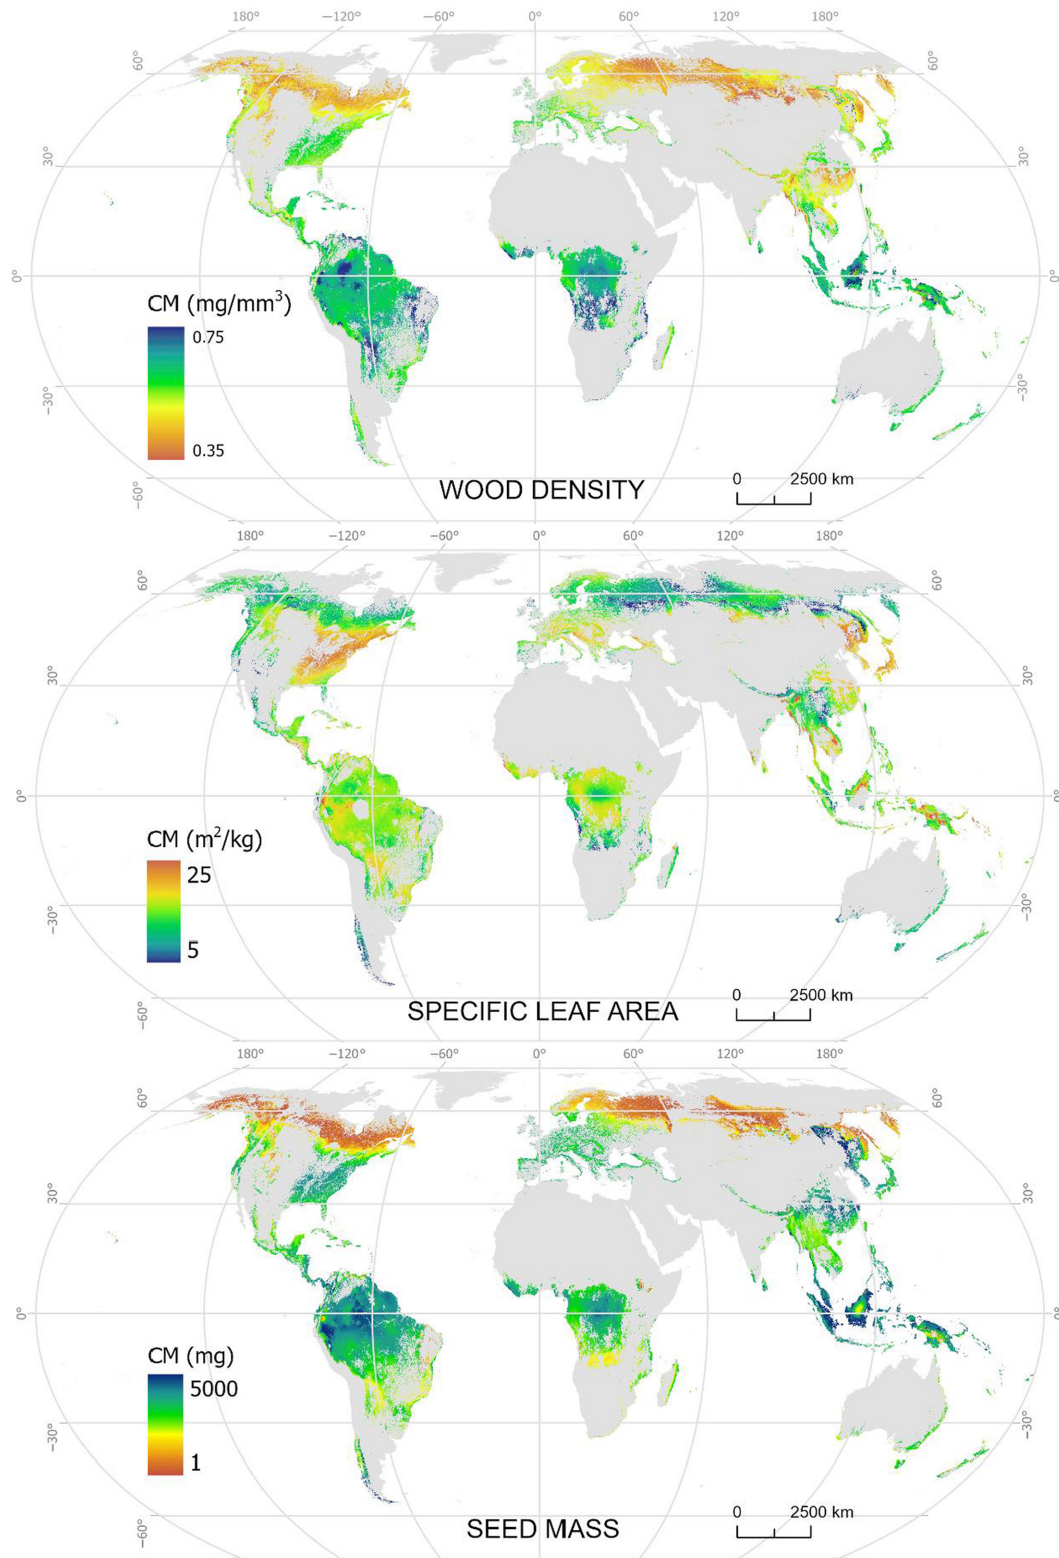 180° −120° −60° 0° 60° 120° 180°
60° 60°
30° 30°
0° 0°
CM (mg/mm³)
0.75
0.35
−30° −30°
−60°
WOOD DENSITY
0 2500 km
180° −120° −60° 0° 60° 120° 180°
60° 60°
30° 30°
0° 0°
CM (m²/kg)
25
5
−30° −30°
−60°
SPECIFIC LEAF AREA
0 2500 km
180° −120° −60° 0° 60° 120° 180°
60° 60°
30° 30°
0° 0°
CM (mg)
5000
1
−30° −30°
−60°
SEED MASS
0 2500 km